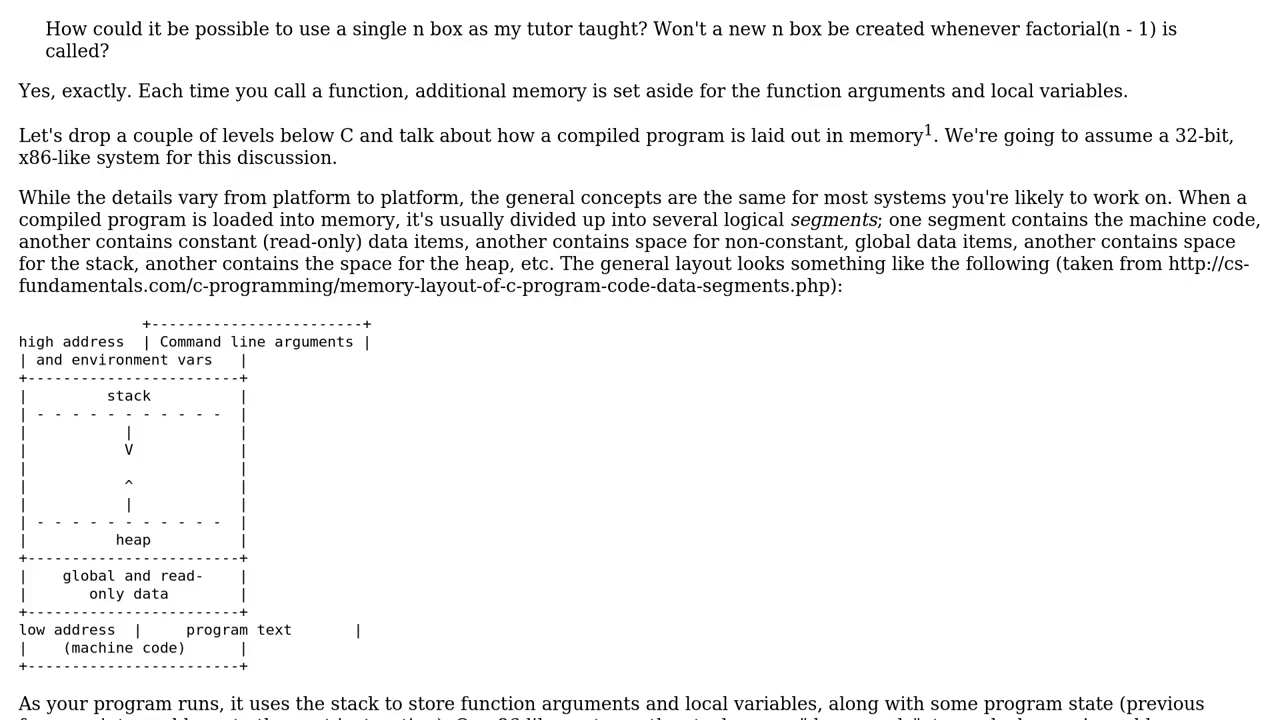 How could it be possible to use a single n box as my tutor taught? Won't a new n box be created whenever factorial(n - 1) is
called?
Yes, exactly. Each time you call a function, additional memory is set aside for the function arguments and local variables.
Let's drop a couple of levels below C and talk about how a compiled program is laid out in memory1. We're going to assume a 32-bit,
x86-like system for this discussion.
While the details vary from platform to platform, the general concepts are the same for most systems you're likely to work on. When a
compiled program is loaded into memory, it's usually divided up into several logical segments; one segment contains the machine code,
another contains constant (read-only) data items, another contains space for non-constant, global data items, another contains space
for the stack, another contains the space for the heap, etc. The general layout looks something like the following (taken from http://cs-
fundamentals.com/c-programming/memory-layout-of-c-program-code-data-segments.php):
              +------------------------+
high address  | Command line arguments |
| and environment vars   |
+------------------------+
|         stack          |
| - - - - - - - - - - -  |
|           |            |
|           V            |
|                        |
|           ^            |
|           |            |
| - - - - - - - - - - -  |
|          heap          |
+------------------------+
|    global and read-    |
|       only data        |
+------------------------+
low address  |     program text       |
|    (machine code)      |
+------------------------+
As your program runs, it uses the stack to store function arguments and local variables, along with some program state (previous